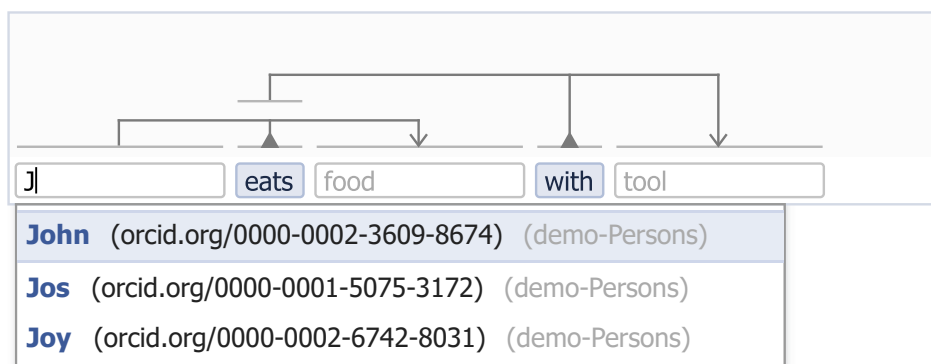 J eats food with tool
John (orcid.org/0000-0002-3609-8674) (demo-Persons)
Jos (orcid.org/0000-0001-5075-3172) (demo-Persons)
Joy (orcid.org/0000-0002-6742-8031) (demo-Persons)